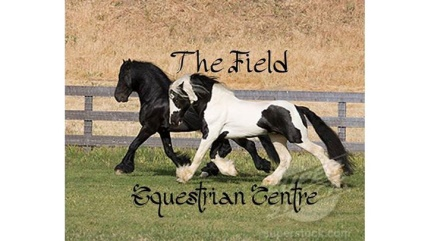 The Field
Equestrian Centre
superstock.com